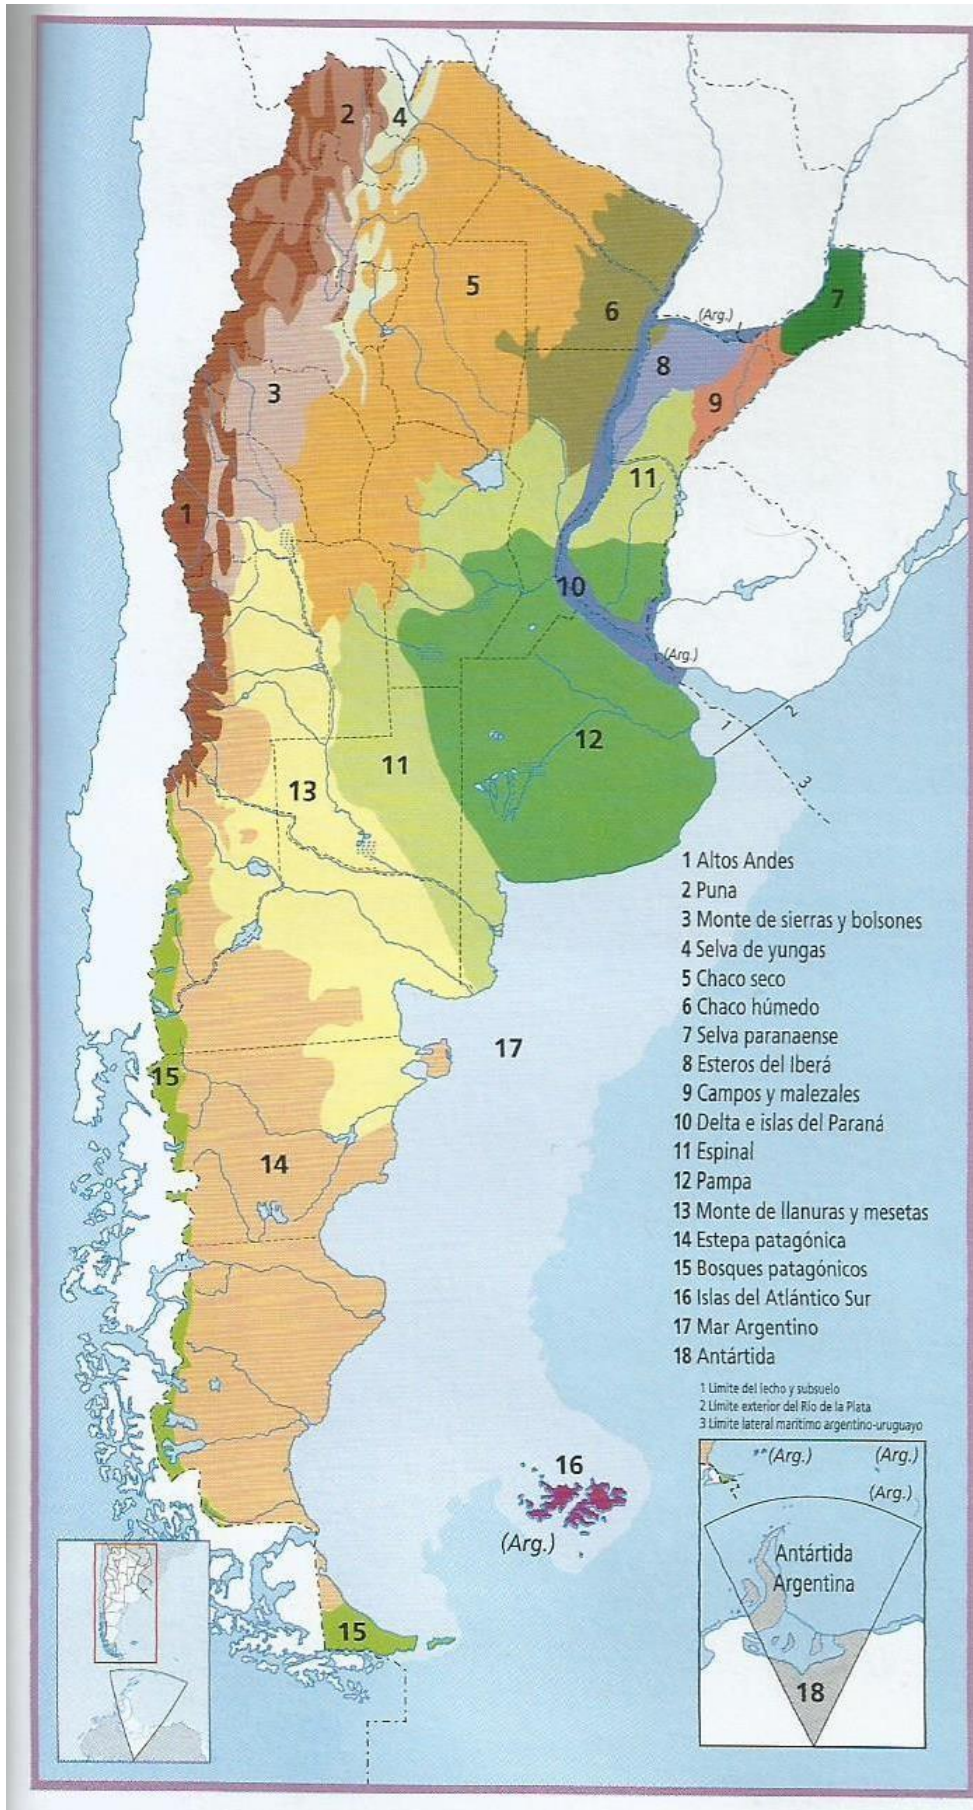 2
4
5
6
(Arg.)
7
8
3
9
11
1
10
(Arg.)
1
2
12
11
3
13
1 Altos Andes
2 Puna
3 Monte de sierras y bolsones
4 Selva de yungas
5 Chaco seco
6 Chaco húmedo
7 Selva paranaense
8 Esteros del Iberá
9 Campos y malezales
10 Delta e islas del Paraná
11 Espinal
12 Pampa
13 Monte de llanuras y mesetas
14 Estepa patagónica
15 Bosques patagónicos
16 Islas del Atlántico Sur
17 Mar Argentino
18 Antártida
17
15
14
1 Límite del lecho y subsuelo
2 Límite exterior del Río de la Plata
3 Límite lateral marítimo argentino-uruguayo
16
(Arg.)
(Arg.)
(Arg.)
(Arg.)
Antártida
Argentina
15
18